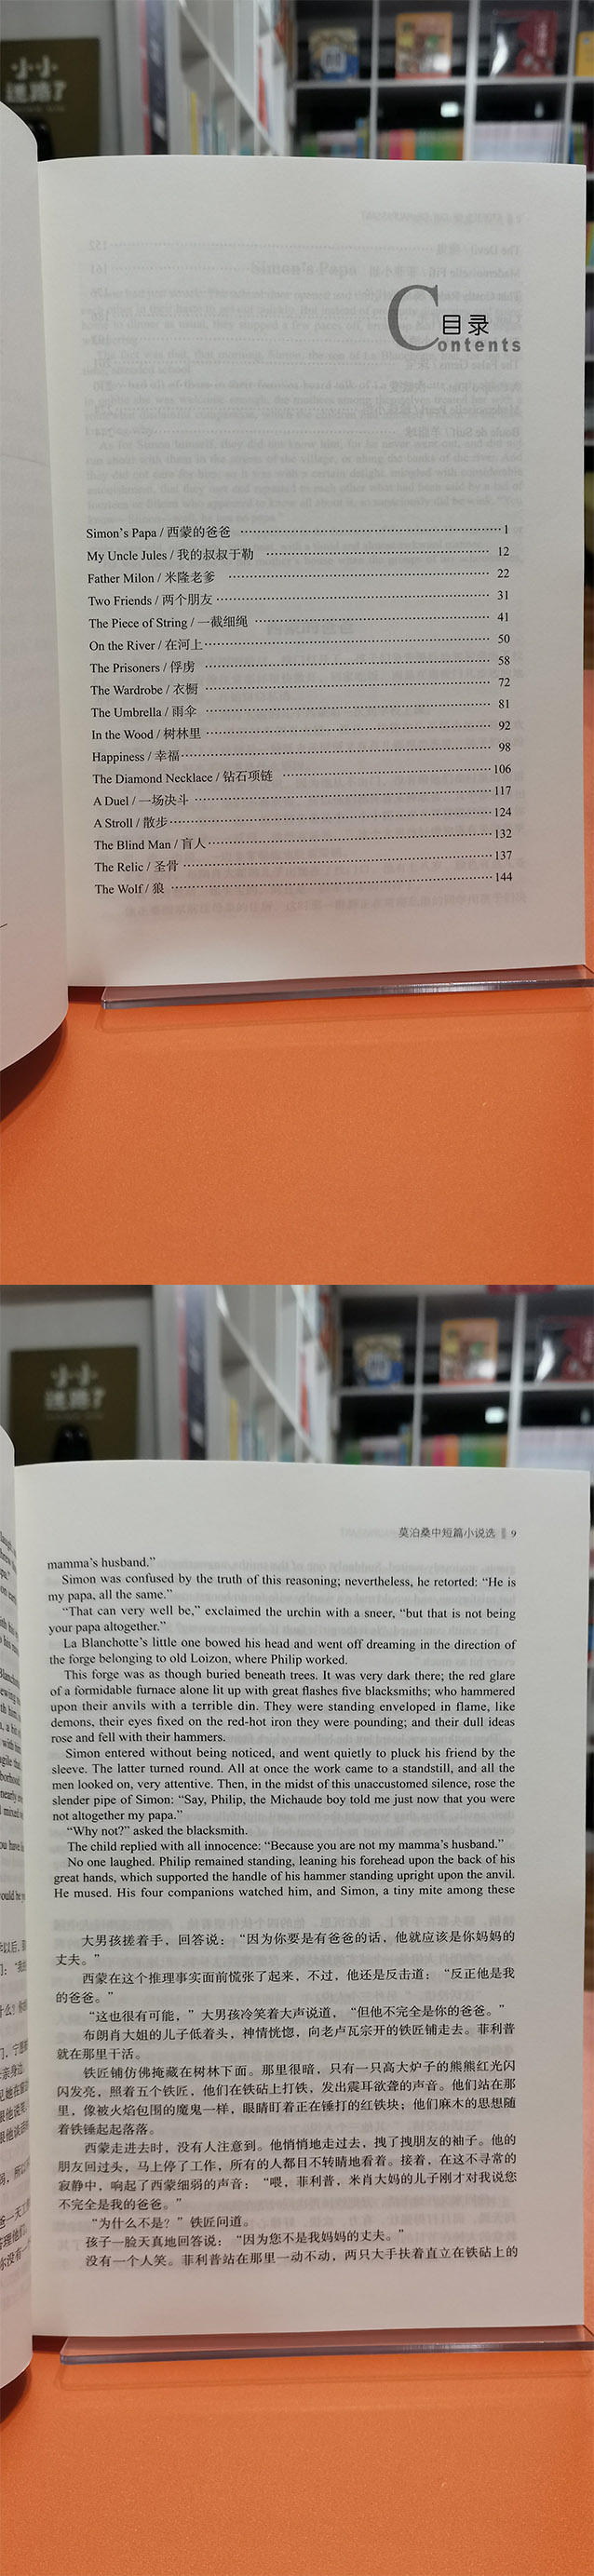 小小
迷路了
C
目录
ontents
Simon's Papa / 西蒙的爸爸 1
My Uncle Jules / 我的叔叔于勒 12
Father Milon / 米隆老爹 22
Two Friends / 两个朋友 31
The Piece of String / 一截细绳 41
On the River / 在河上 50
The Prisoners / 俘虏 58
The Wardrobe / 衣橱 72
The Umbrella / 雨伞 81
In the Wood / 树林里 92
Happiness / 幸福 98
The Diamond Necklace / 钻石项链 106
A Duel / 一场决斗 117
A Stroll / 散步 124
The Blind Man / 盲人 132
The Relic / 圣骨 137
The Wolf / 狼 144
小小
迷路了
莫泊桑中短篇小说选 9
mamma's husband.”
Simon was confused by the truth of this reasoning; nevertheless, he retorted: “He is
my papa, all the same.”
“That can very well be,” exclaimed the urchin with a sneer, “but that is not being
your papa altogether.”
La Blanchotte's little one bowed his head and went off dreaming in the direction of
the forge belonging to old Loizon, where Philip worked.
This forge was as though buried beneath trees. It was very dark there; the red glare
of a formidable furnace alone lit up with great flashes five blacksmiths; who hammered
upon their anvils with a terrible din. They were standing enveloped in flame, like
demons, their eyes fixed on the red-hot iron they were pounding; and their dull ideas
rose and fell with their hammers.
Simon entered without being noticed, and went quietly to pluck his friend by the
sleeve. The latter turned round. All at once the work came to a standstill, and all the
men looked on, very attentive. Then, in the midst of this unaccustomed silence, rose the
slender pipe of Simon: “Say, Philip, the Michaude boy told me just now that you were
not altogether my papa.”
“Why not?” asked the blacksmith.
The child replied with all innocence: “Because you are not my mamma's husband.”
No one laughed. Philip remained standing, leaning his forehead upon the back of his
great hands, which supported the handle of his hammer standing upright upon the anvil.
He mused. His four companions watched him, and Simon, a tiny mite among these
大男孩搓着手，回答说：“因为你要是有爸爸的话，他就应该是你妈妈的
丈夫。”
西蒙在这个推理事实面前慌张了起来，不过，他还是反击道：“反正他是我
的爸爸。”
“这也很有可能，”大男孩冷笑着大声说道，“但他不完全是你的爸爸。”
布朗肖大姐的儿子低着头，神情恍惚，向老卢瓦宗开的铁匠铺走去。菲利普
就在那里干活。
铁匠铺仿佛掩藏在树林下面。那里很暗，只有一只高大炉子的熊熊红光闪
闪发亮，照着五个铁匠，他们在铁砧上打铁，发出震耳欲聋的声音。他们站在那
里，像被火焰包围的魔鬼一样，眼睛盯着正在锤打的红铁块；他们麻木的思想随
着铁锤起起落落。
西蒙走进去时，没有人注意到。他悄悄地走过去，拽了拽朋友的袖子。他的
朋友回过头，马上停了工作，所有的人都目不转睛地看着。接着，在这不寻常的
寂静中，响起了西蒙细弱的声音：“喂，菲利普，米肖大妈的儿子刚才对我说您
不完全是我的爸爸。”
“为什么不是？”铁匠问道。
孩子一脸天真地回答说：“因为您不是我妈妈的丈夫。”
没有一个人笑。菲利普站在那里一动不动，两只大手扶着直立在铁砧上的